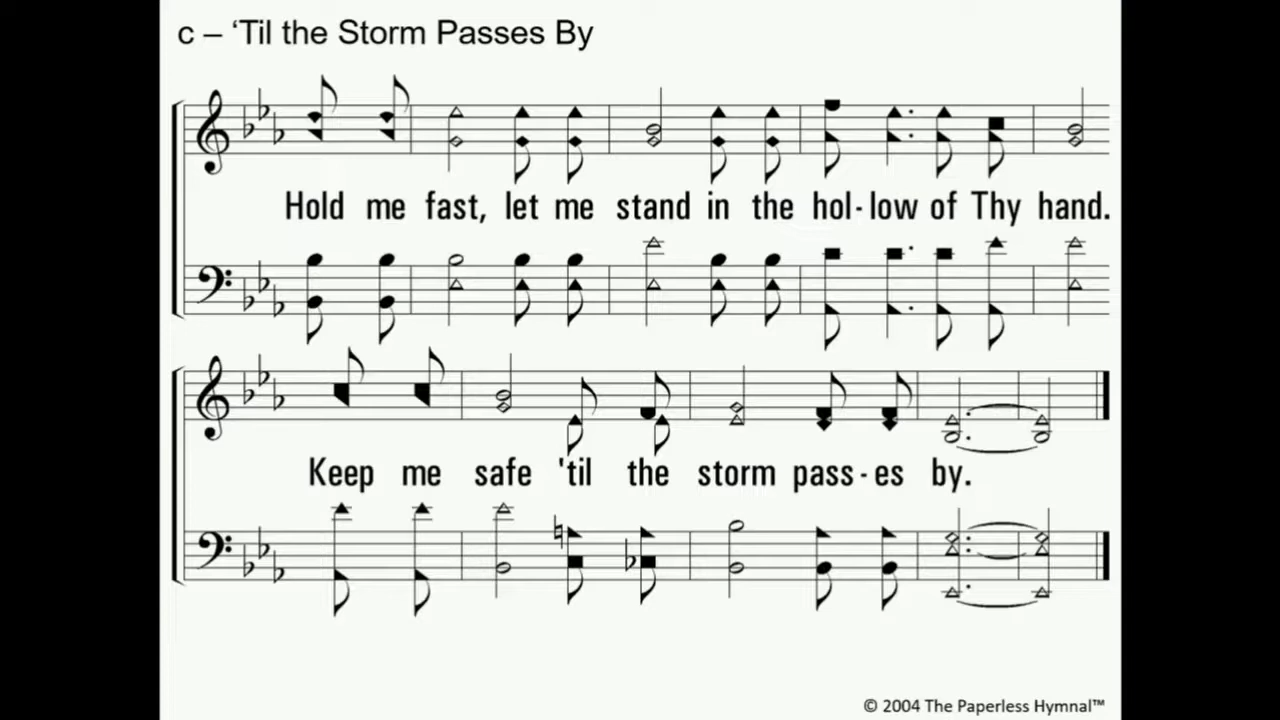 c – ‘Til the Storm Passes By
Hold me fast, let me stand in the hol-low of Thy hand.
Keep me safe 'til the storm pass-es by.
© 2004 The Paperless Hymnal™